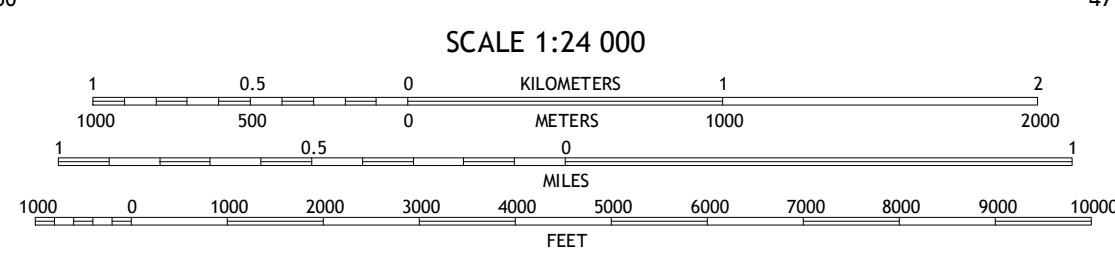 SCALE 1:24 000
1 0.5 0 KILOMETERS 1 2
1000 500 0 METERS 1000 2000
1 0.5 0 1
MILES
1000 0 1000 2000 3000 4000 5000 6000 7000 8000 9000 10000
FEET